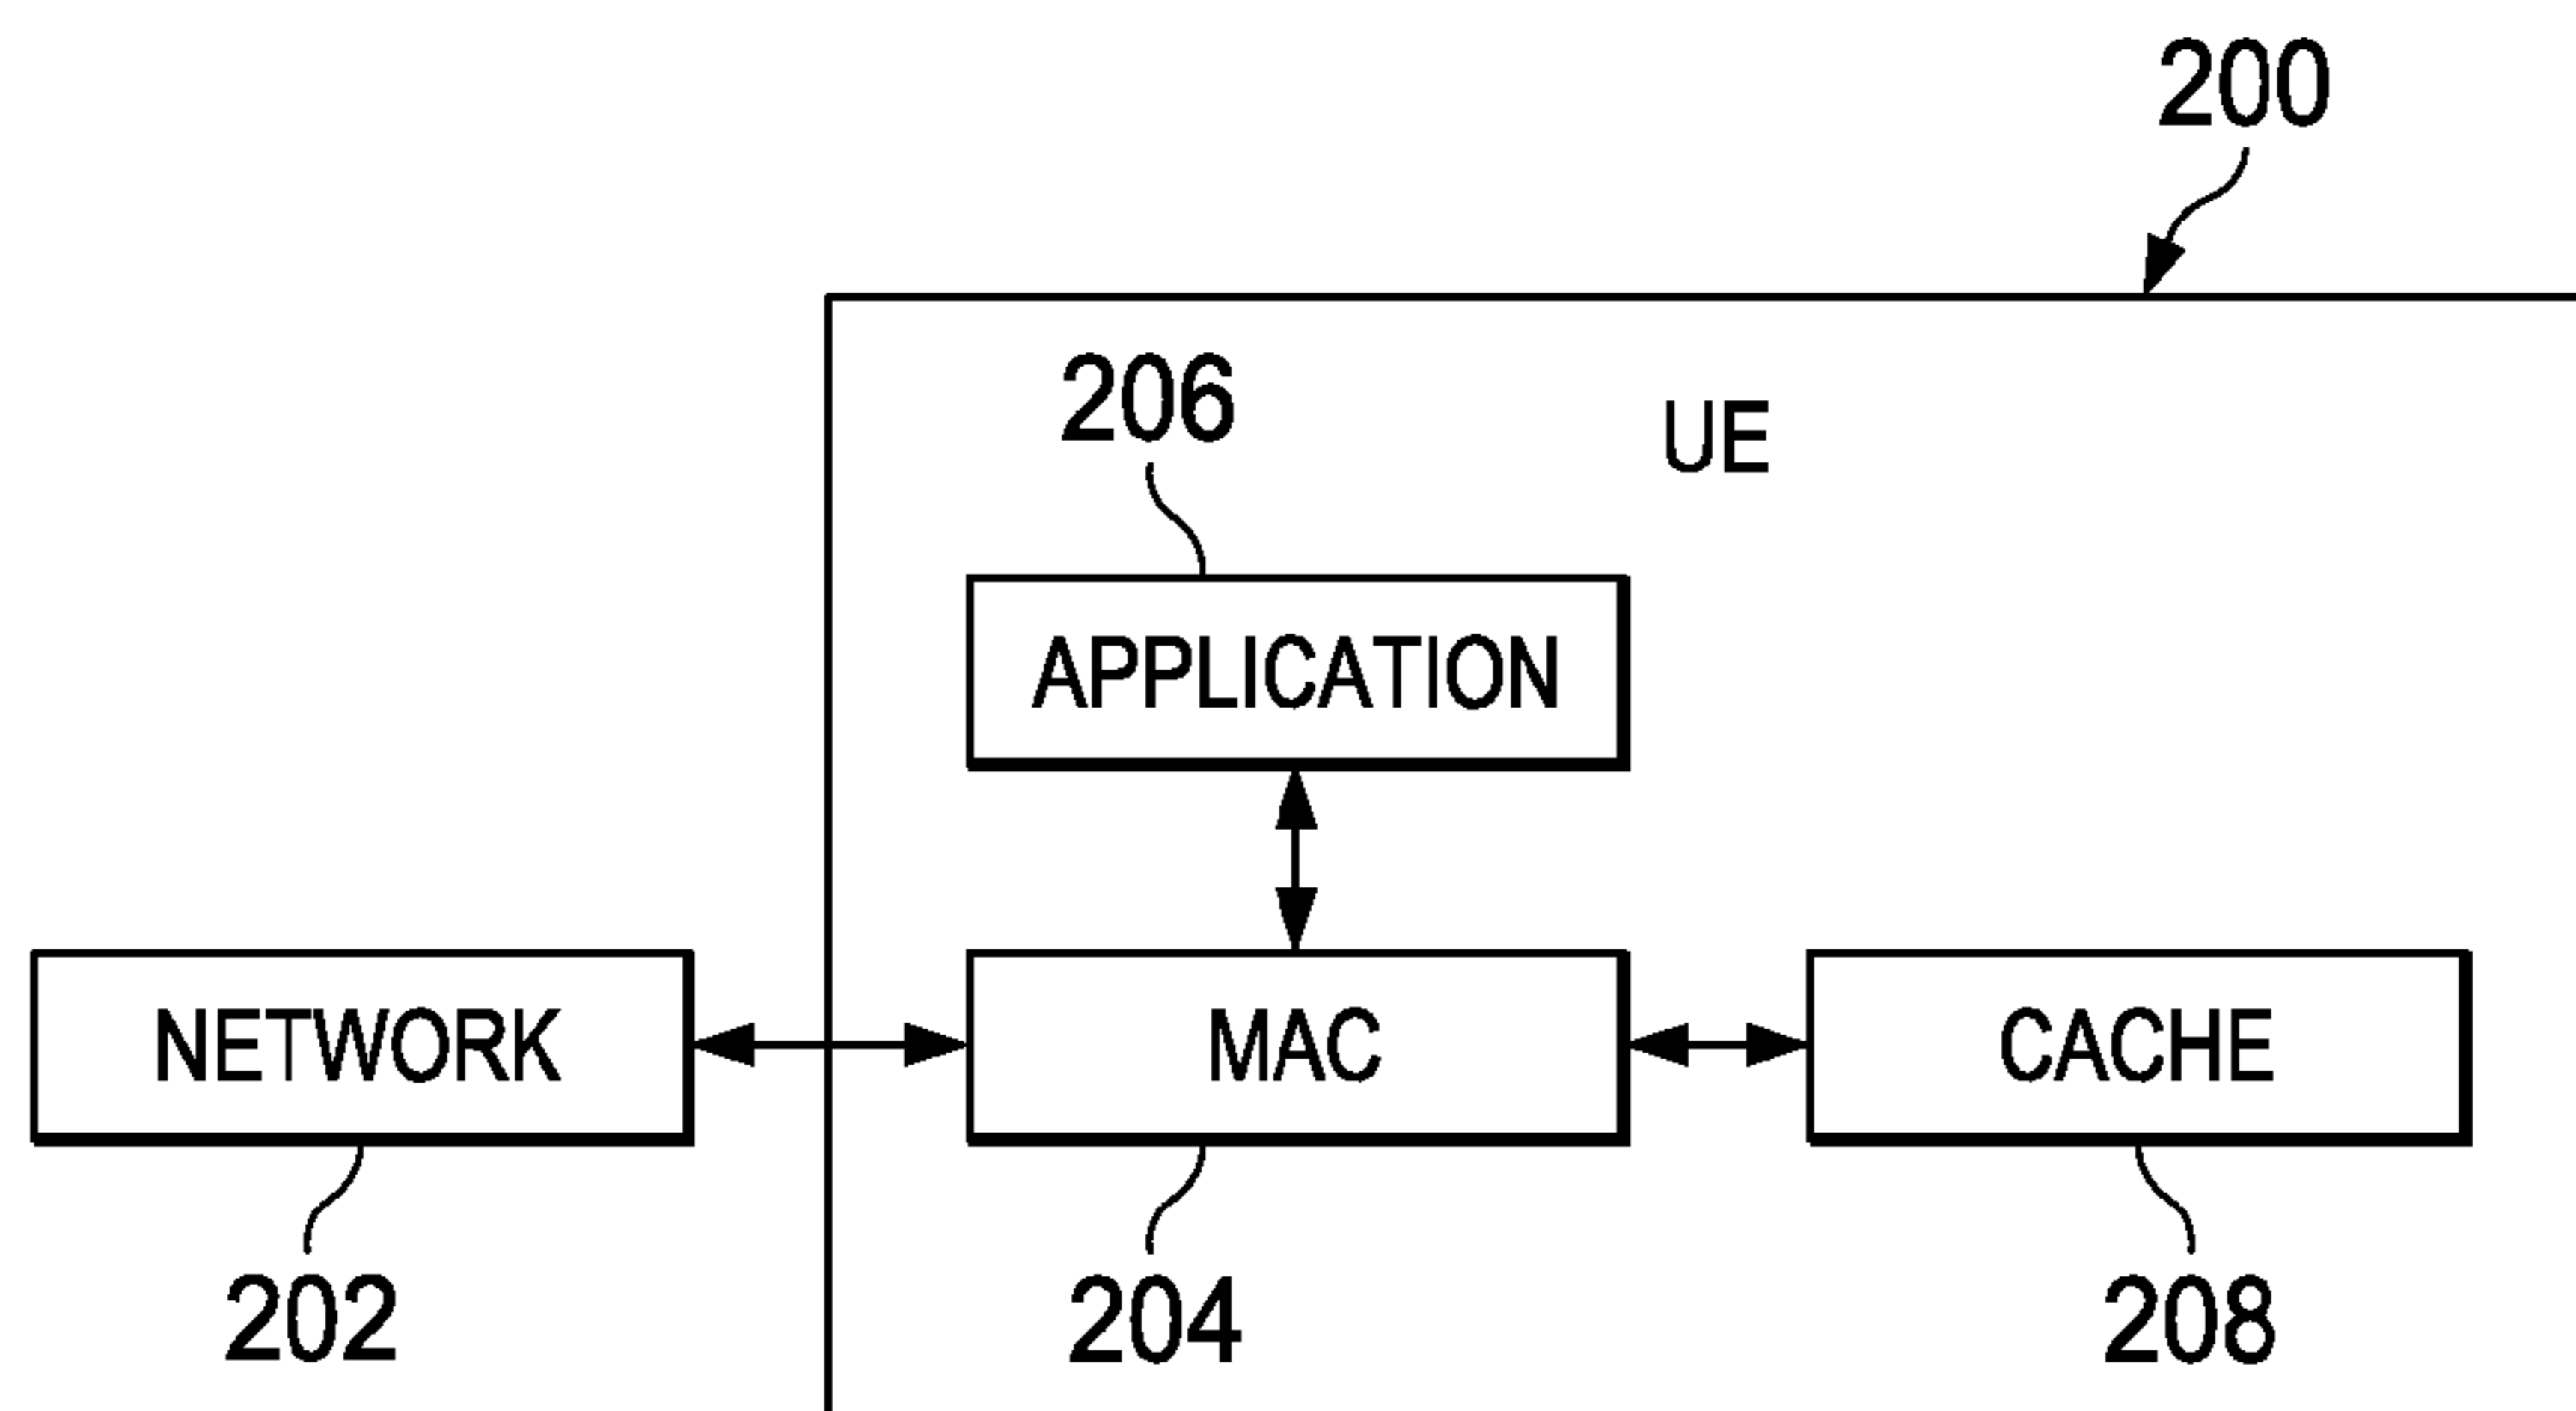 200
206
UE
APPLICATION
NETWORK
MAC
CACHE
202
204
208